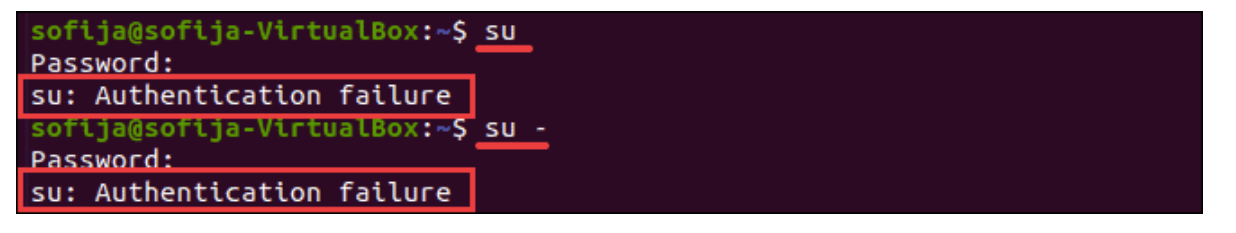 sofija@sofija-VirtualBox:~$ su
Password:
su: Authentication failure
sofija@sofija-VirtualBox:~$ su -
Password:
su: Authentication failure